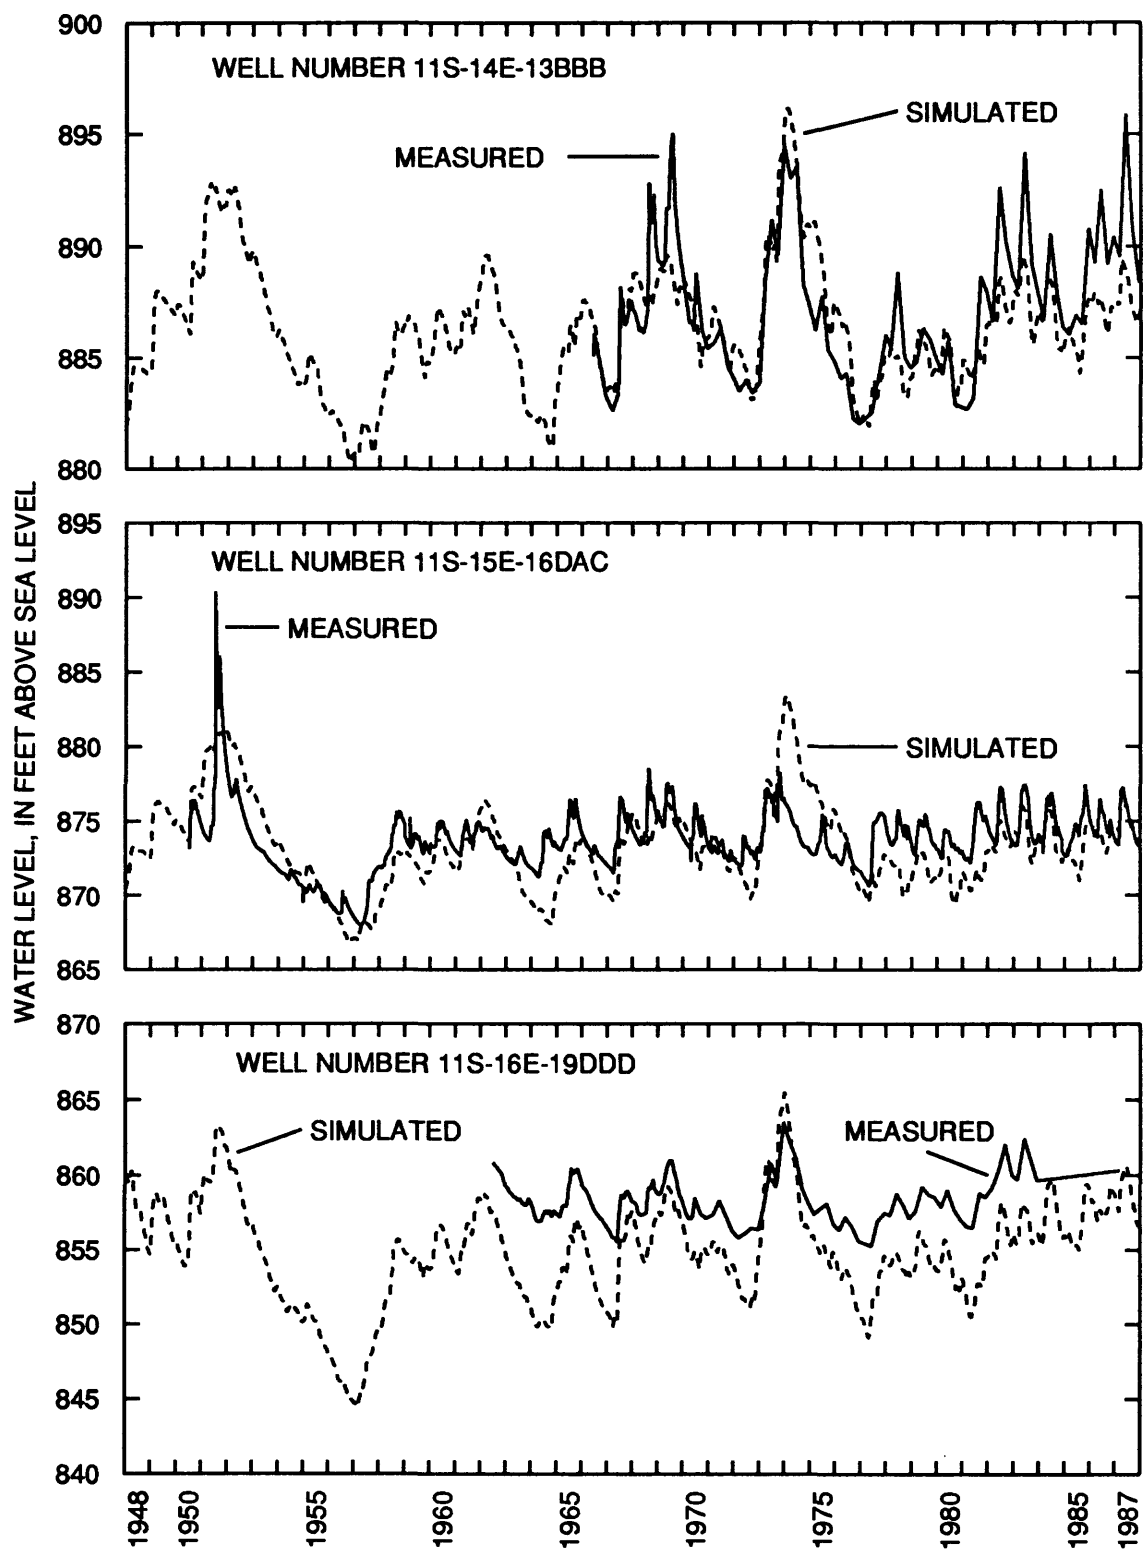 WATER LEVEL, IN FEET ABOVE SEA LEVEL
900
895
890
885
880
WELL NUMBER 11S-14E-13BBB
MEASURED
SIMULATED
895
890
885
880
875
870
865
WELL NUMBER 11S-15E-16DAC
MEASURED
SIMULATED
870
865
860
855
850
845
840
WELL NUMBER 11S-16E-19DDD
SIMULATED
MEASURED
1948
1950
1955
1960
1965
1970
1975
1980
1985
1987